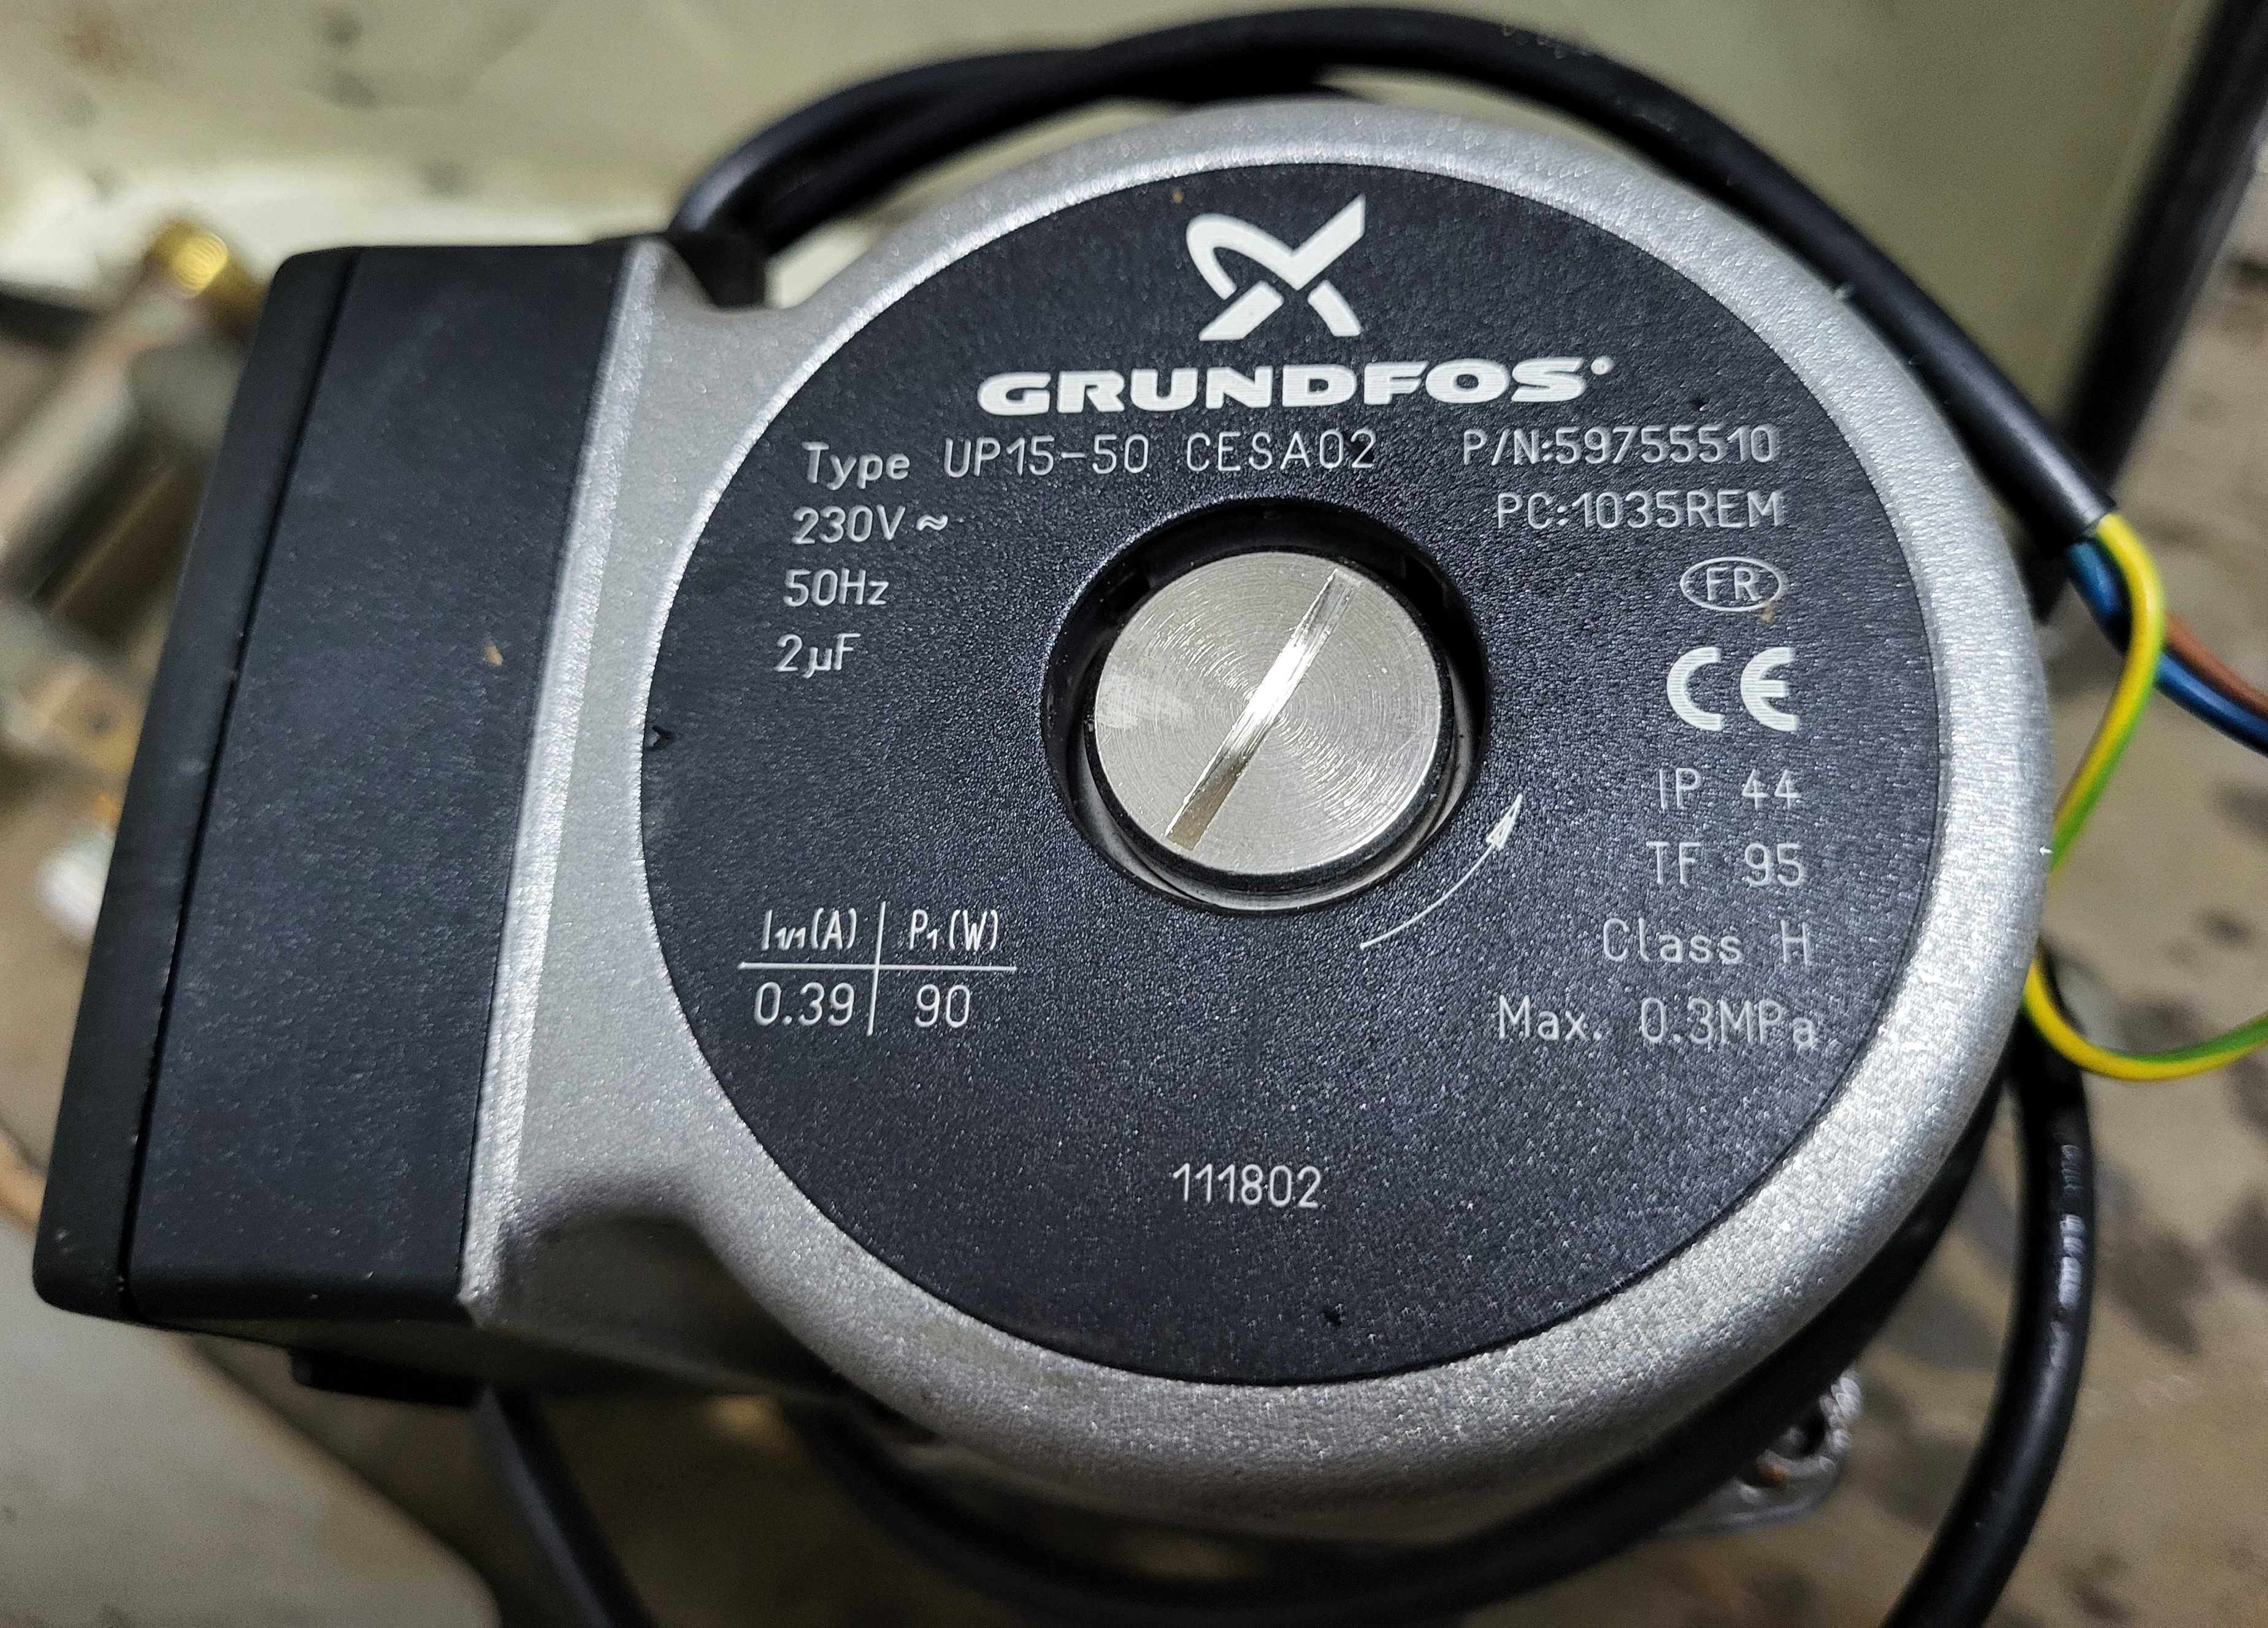 GRUNDFOS
Type UP15-50 CESA02 P/N:59755510
230V ~ PC:1035REM
50Hz FR
2µF CE
IP 44
TF 95
I1/1(A) P1(W) Class H
0.39 90 Max. 0.3MPa
111802